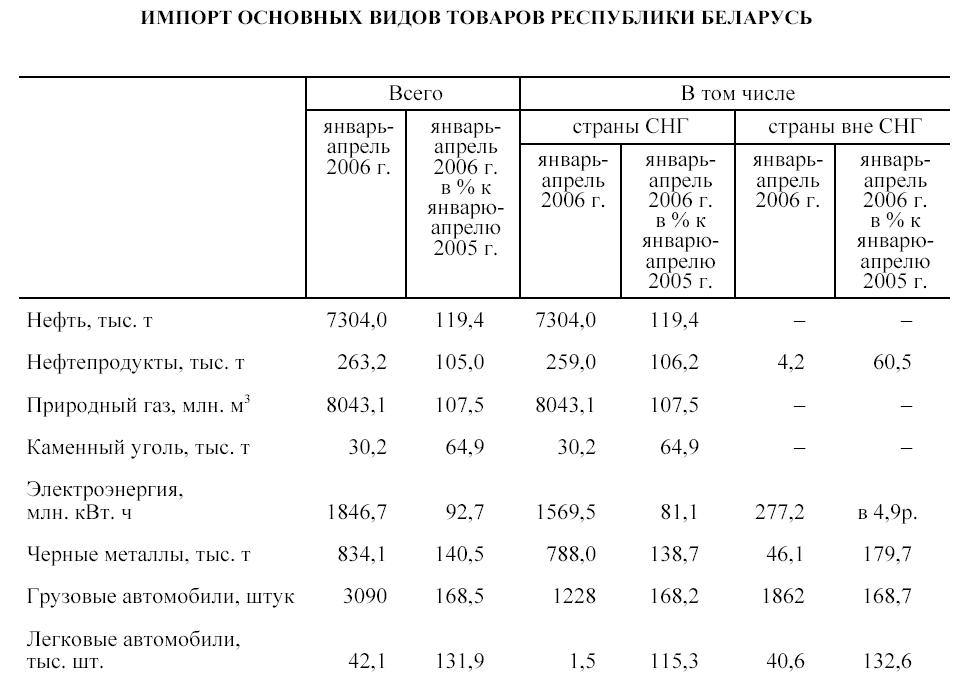 ИМПОРТ ОСНОВНЫХ ВИДОВ ТОВАРОВ РЕСПУБЛИКИ БЕЛАРУСЬ
Всего В том числе
страны СНГ страны вне СНГ
январь-
апрель
2006 г.
январь-
апрель
2006 г.
в % к
январю-
апрелю
2005 г.
январь-
апрель
2006 г.
январь-
апрель
2006 г.
в % к
январю-
апрелю
2005 г.
январь-
апрель
2006 г.
январь-
апрель
2006 г.
в % к
январю-
апрелю
2005 г.
Нефть, тыс. т 7304,0 119,4 7304,0 119,4 – –
Нефтепродукты, тыс. т 263,2 105,0 259,0 106,2 4,2 60,5
Природный газ, млн. м³ 8043,1 107,5 8043,1 107,5 – –
Каменный уголь, тыс. т 30,2 64,9 30,2 64,9 – –
Электроэнергия,
млн. кВт. ч 1846,7 92,7 1569,5 81,1 277,2 в 4,9р.
Черные металлы, тыс. т 834,1 140,5 788,0 138,7 46,1 179,7
Грузовые автомобили, штук 3090 168,5 1228 168,2 1862 168,7
Легковые автомобили,
тыс. шт. 42,1 131,9 1,5 115,3 40,6 132,6